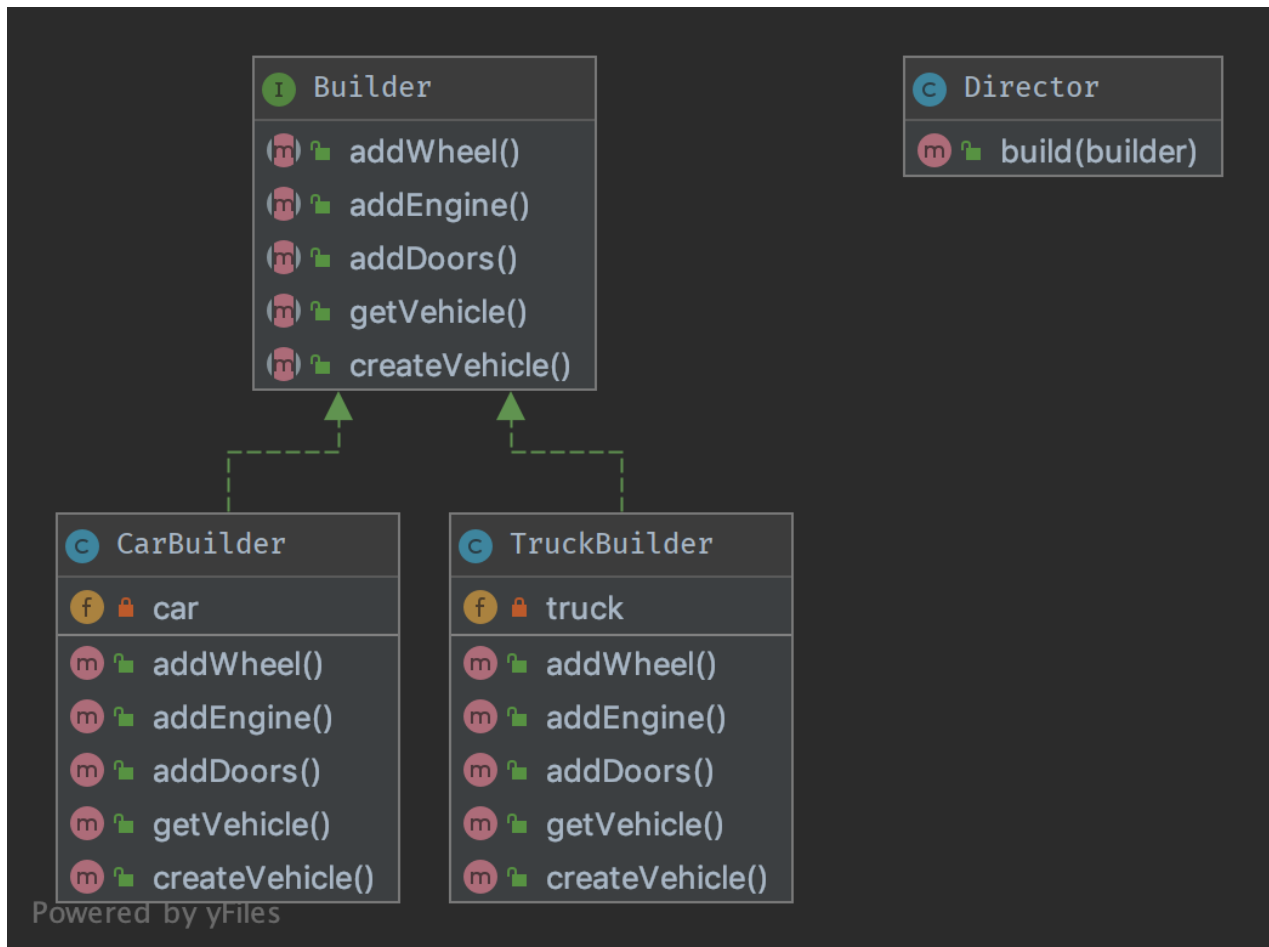 I Builder
m addWheel()
m addEngine()
m addDoors()
m getVehicle()
m createVehicle()
C Director
m build(builder)
C CarBuilder
f car
m addWheel()
m addEngine()
m addDoors()
m getVehicle()
m createVehicle()
C TruckBuilder
f truck
m addWheel()
m addEngine()
m addDoors()
m getVehicle()
m createVehicle()
Powered by yFiles